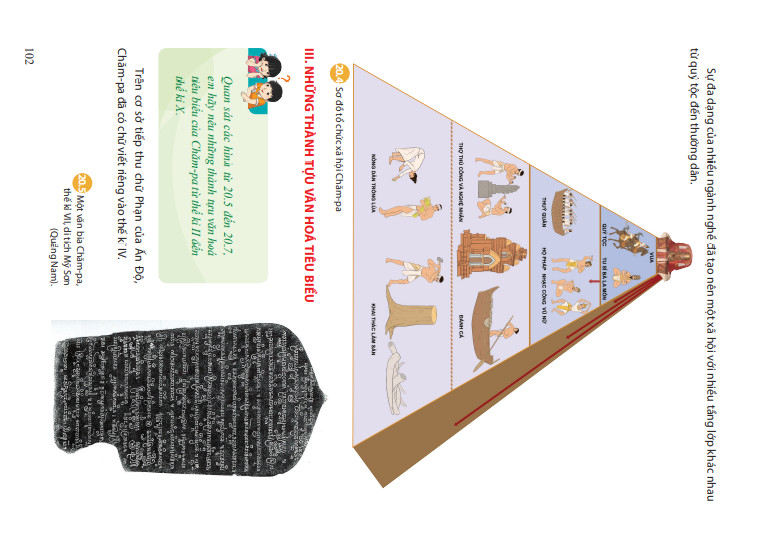 Sự đa dạng của nhiều ngành nghề đã tạo nên một xã hội với nhiều tầng lớp khác nhau
từ quý tộc đến thường dân.
VUA
QUÝ TỘC
TU SĨ BÀ LA MÔN
THUỶ QUÂN
HỘ PHÁP NHẠC CÔNG VŨ NỮ
THỢ THỦ CÔNG VÀ NGHỆ NHÂN
ĐÁNH CÁ
NÔNG DÂN TRỒNG LÚA
KHAI THÁC LÂM SẢN
20.4 Sơ đồ tổ chức xã hội Chăm-pa
III. NHỮNG THÀNH TỰU VĂN HOÁ TIÊU BIỂU
?
Quan sát các hình từ 20.5 đến 20.7,
em hãy nêu những thành tựu văn hoá
tiêu biểu của Chăm-pa từ thế kỉ II đến
thế kỉ X.
Trên cơ sở tiếp thu chữ Phạn của Ấn Độ,
Chăm-pa đã có chữ viết riêng vào thế kỉ IV.
20.5 Một văn bia Chăm-pa,
thế kỉ VII, di tích Mỹ Sơn
(Quảng Nam).
102